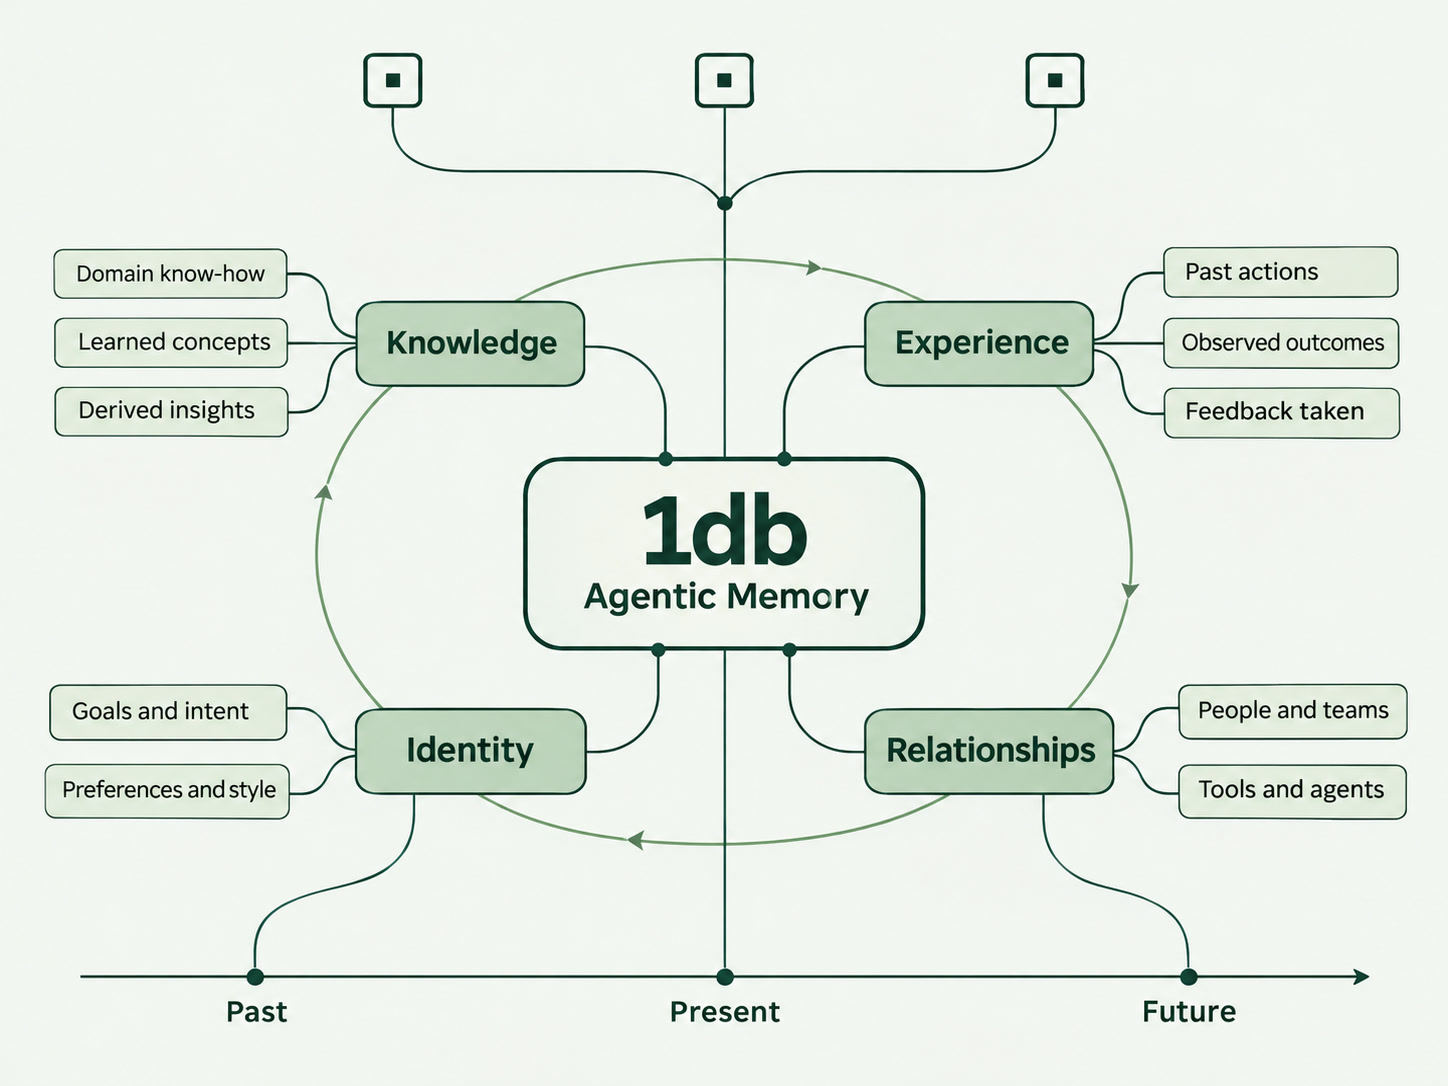 Domain know-how
Learned concepts
Derived insights
Knowledge
Experience
Past actions
Observed outcomes
Feedback taken
1db
Agentic Memory
Goals and intent
Preferences and style
Identity
Relationships
People and teams
Tools and agents
Past
Present
Future